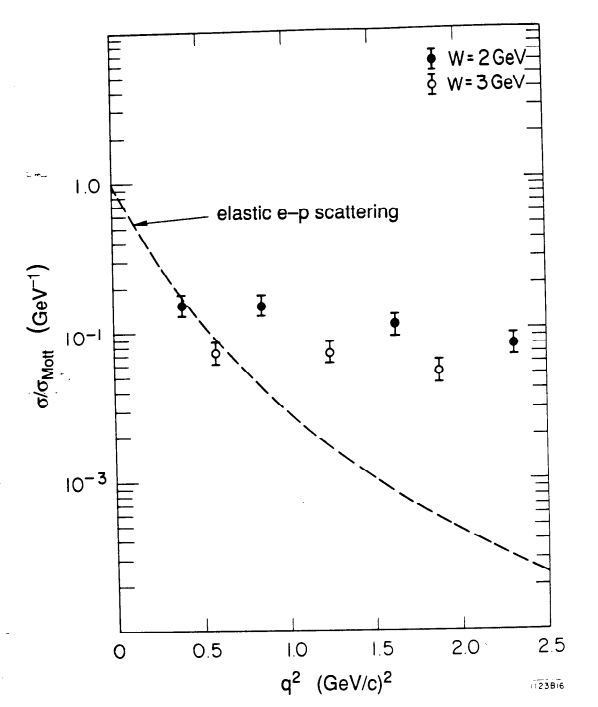 W = 2 GeV
W = 3 GeV
1.0
elastic e–p scattering
σ/σMott (GeV⁻¹)
10⁻¹
10⁻³
0 0.5 1.0 1.5 2.0 2.5
q² (GeV/c)²
1123B16